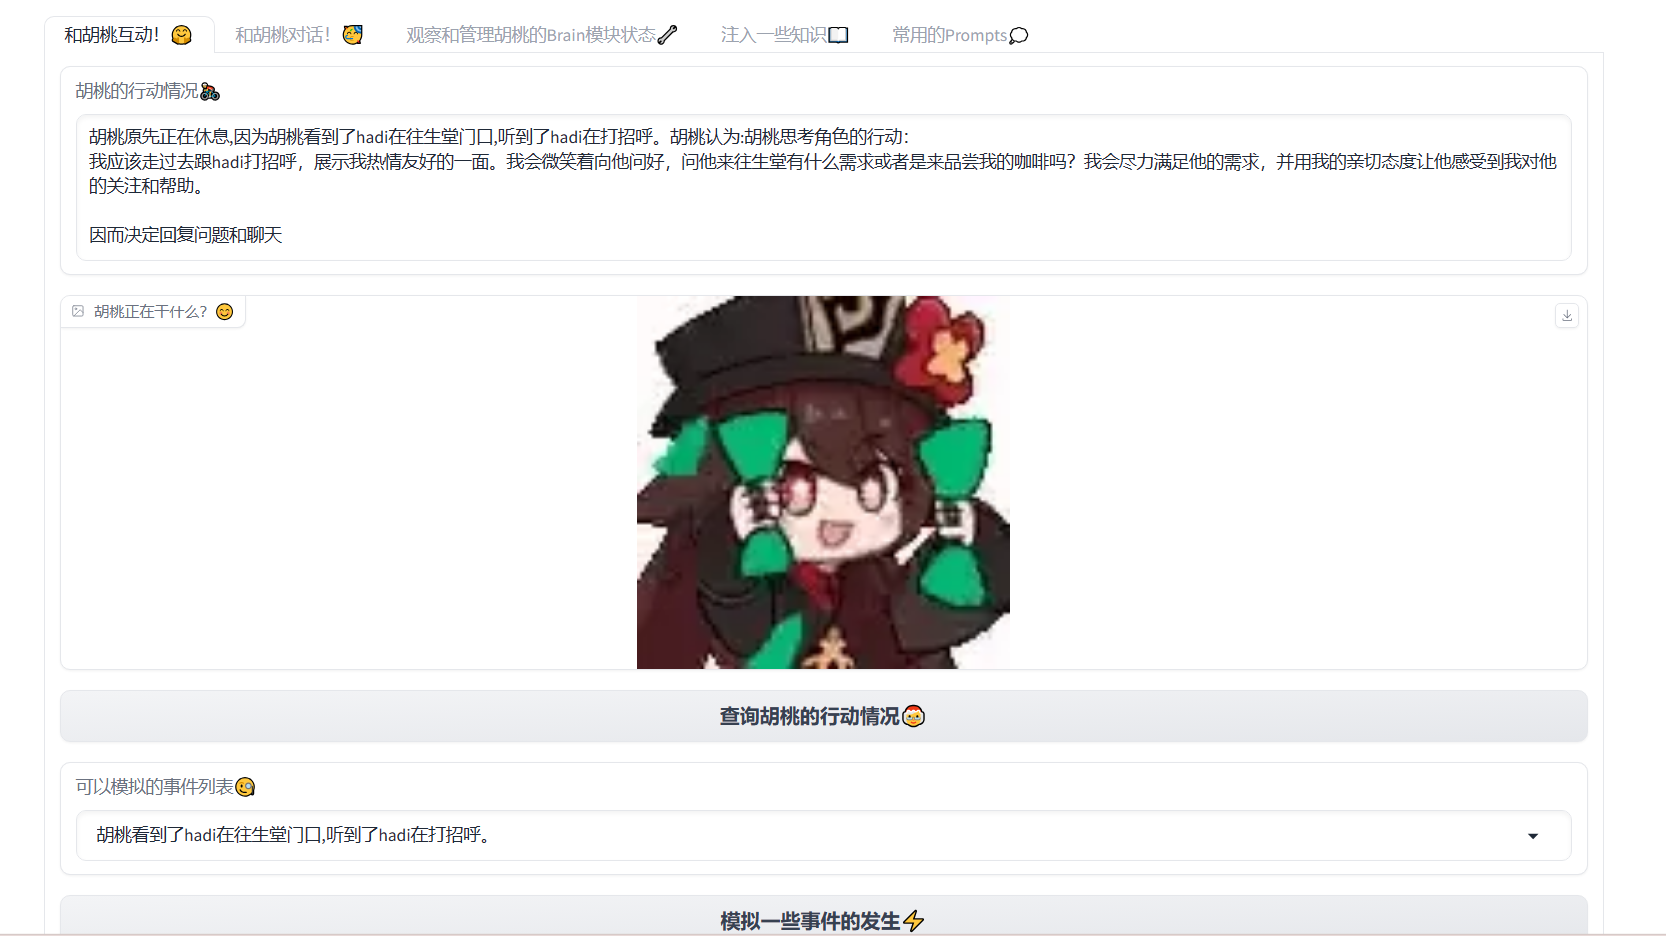 和胡桃互动！🤗
和胡桃对话！🥳
观察和管理胡桃的Brain模块状态🦴
注入一些知识📖
常用的Prompts💭
胡桃的行动情况
胡桃原先正在休息,因为胡桃看到了hadi在往生堂门口,听到了hadi在打招呼。胡桃认为:胡桃思考角色的行动：
我应该走过去跟hadi打招呼，展示我热情友好的一面。我会微笑着向他问好，问他来往生堂有什么需求或者是来品尝我的咖啡吗？我会尽力满足他的需求，并用我的亲切态度让他感受到我对他
的关注和帮助。
因而决定回复问题和聊天
胡桃正在干什么？😊
查询胡桃的行动情况
可以模拟的事件列表🧐
胡桃看到了hadi在往生堂门口,听到了hadi在打招呼。
模拟一些事件的发生⚡